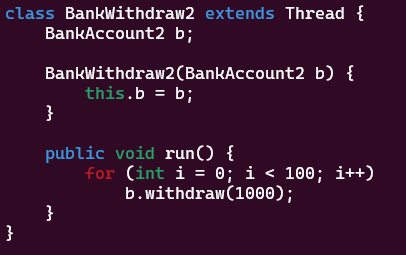 class BankWithdraw2 extends Thread {
    BankAccount2 b;

    BankWithdraw2(BankAccount2 b) {
        this.b = b;
    }

    public void run() {
        for (int i = 0; i < 100; i++)
            b.withdraw(1000);
    }
}